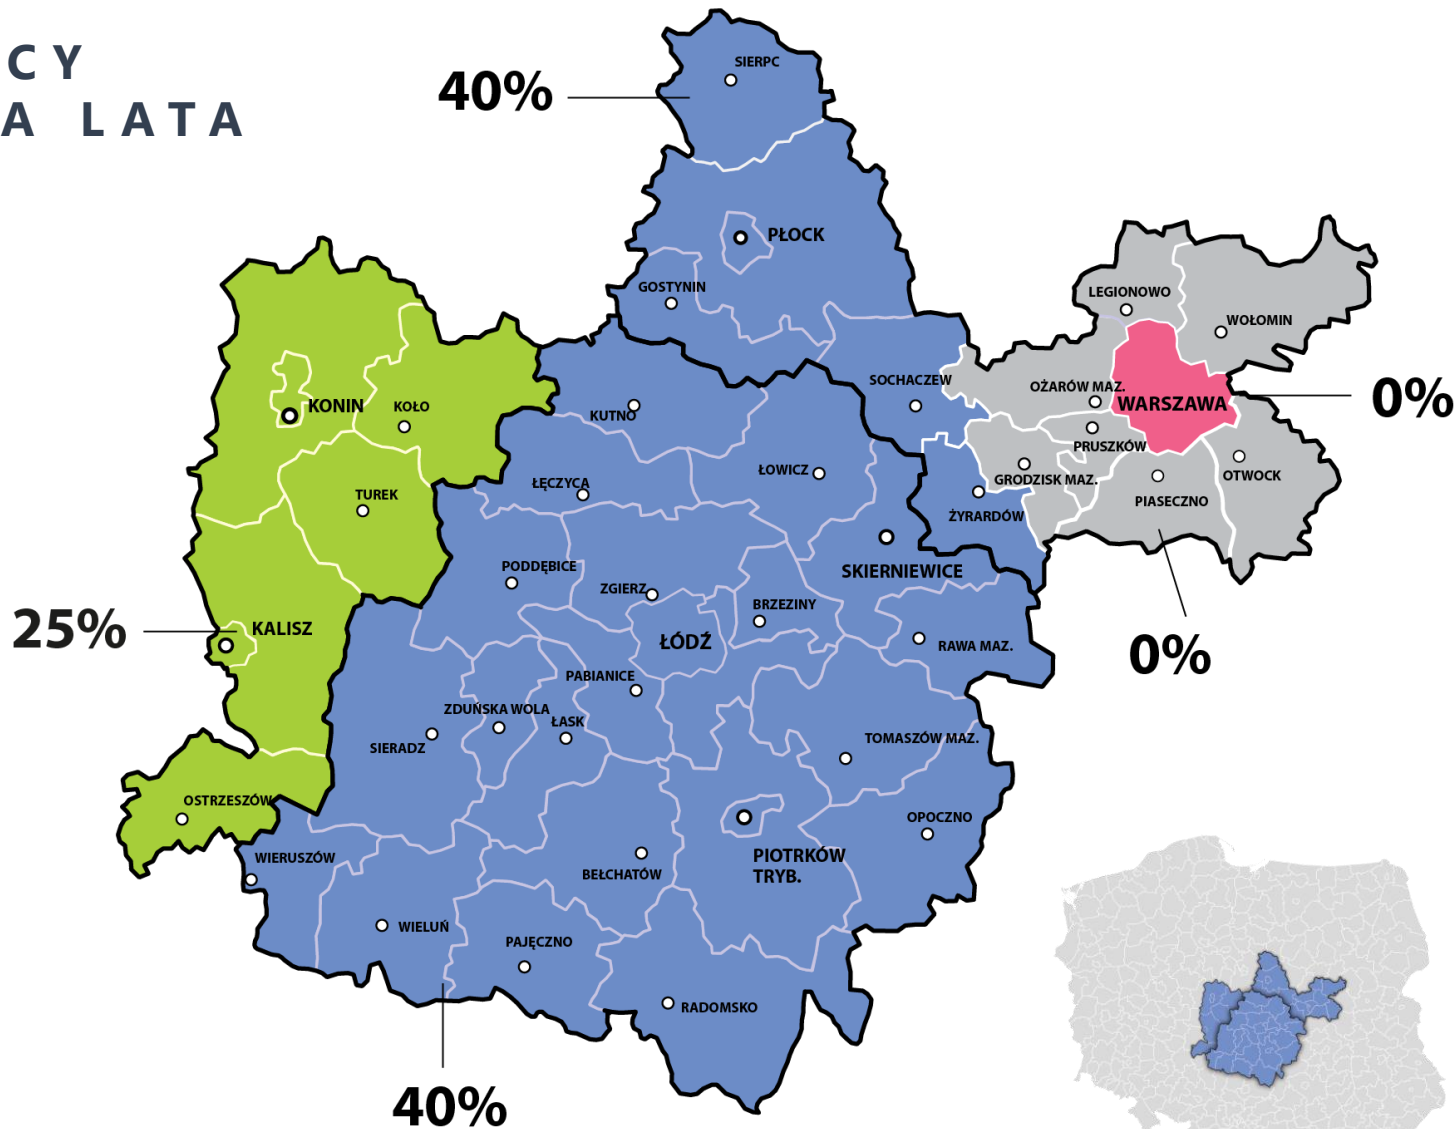 CY
A LATA
40%
SIERPC
PŁOCK
GOSTYNIN
LEGIONOWO
WOŁOMIN
SOCHACZEW
OŻARÓW MAZ.
WARSZAWA
0%
KONIN
KOŁO
KUTNO
PRUSZKÓW
ŁOWICZ
GRODZISK MAZ.
OTWOCK
ŁĘCZYCA
TUREK
PIASECZNO
ŻYRARDÓW
PODDĘBICE
SKIERNIEWICE
ZGIERZ
BRZEZINY
25%
KALISZ
ŁÓDŹ
RAWA MAZ.
0%
PABIANICE
ZDUŃSKA WOLA
ŁASK
SIERADZ
TOMASZÓW MAZ.
OSTRZESZÓW
OPOCZNO
WIERUSZÓW
PIOTRKÓW
TRYB.
BEŁCHATÓW
WIELUŃ
PAJĘCZNO
RADOMSKO
40%